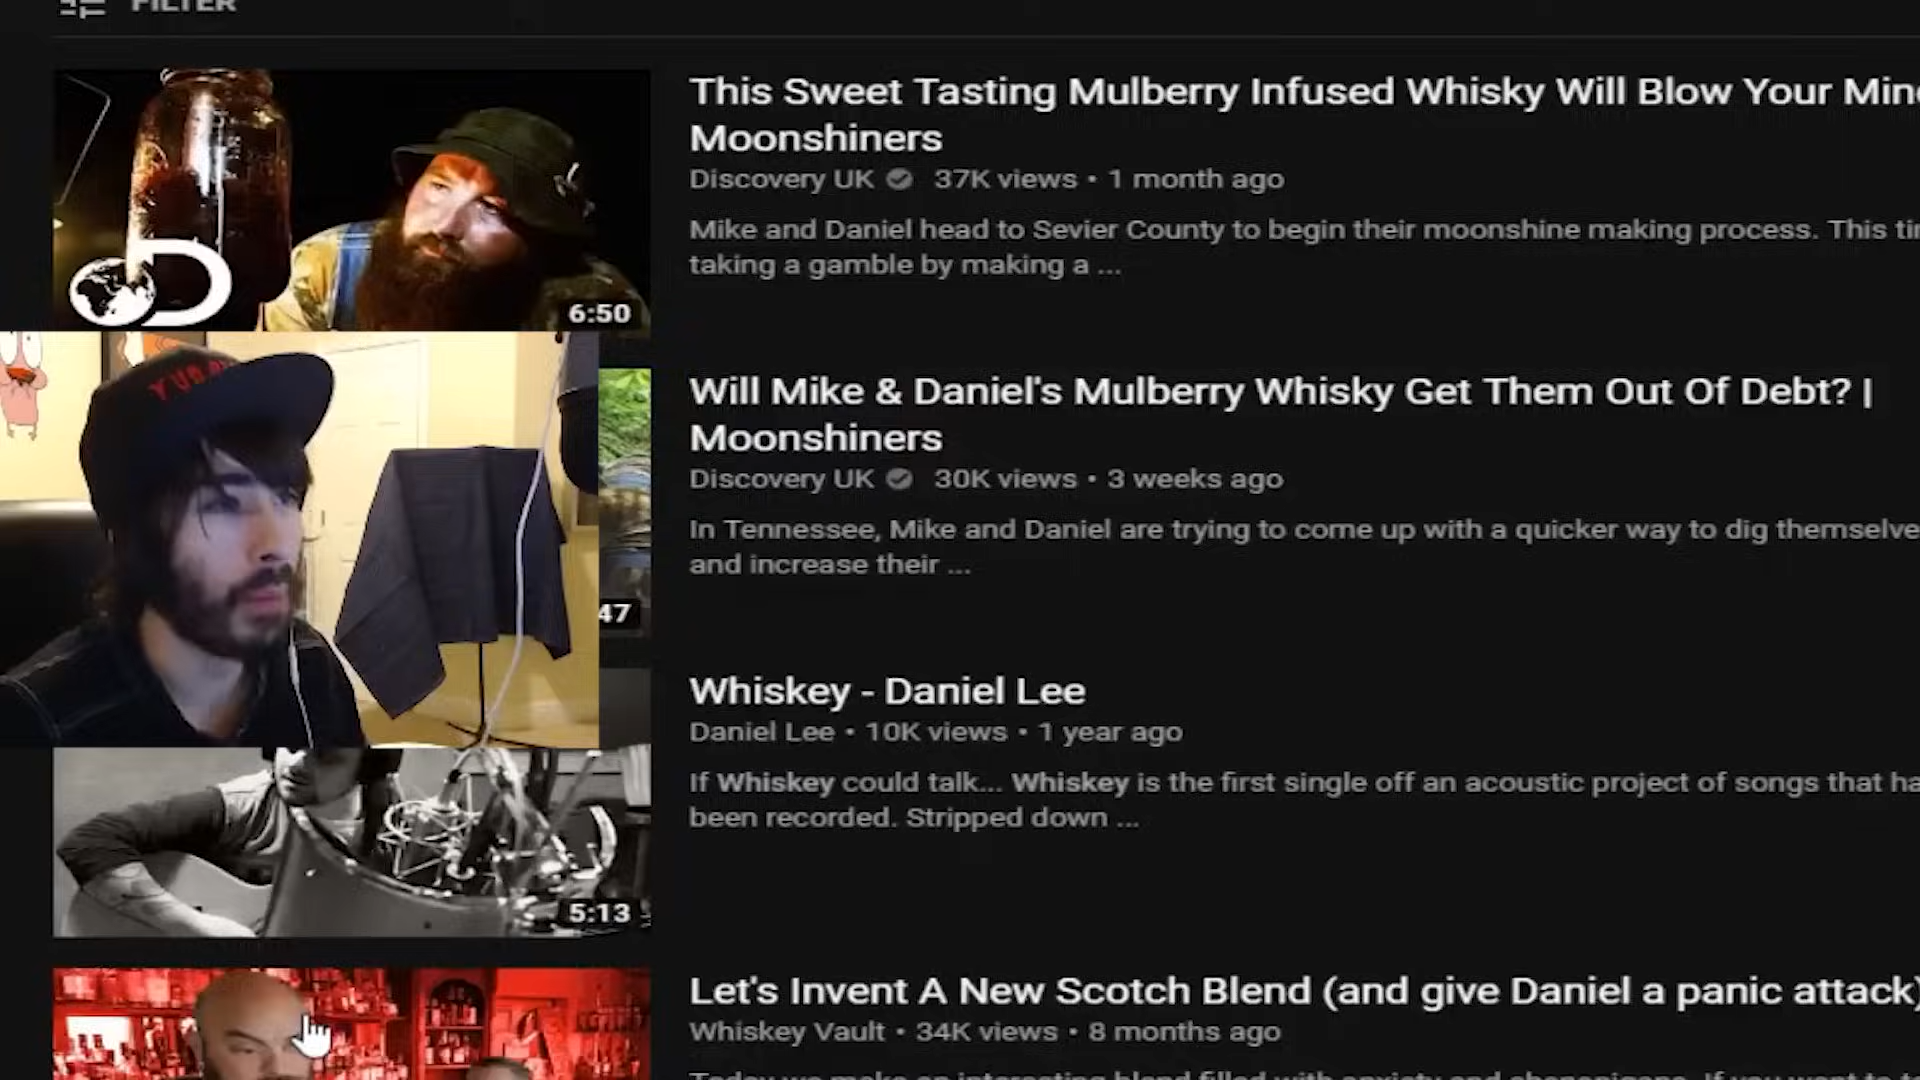 FILTER
This Sweet Tasting Mulberry Infused Whisky Will Blow Your
Moonshiners
Discovery UK 37K views • 1 month ago
Mike and Daniel head to Sevier County to begin their moonshine making process. This
taking a gamble by making a ...
6:50
Will Mike & Daniel's Mulberry Whisky Get Them Out Of Debt? |
Moonshiners
Discovery UK 30K views • 3 weeks ago
In Tennessee, Mike and Daniel are trying to come up with a quicker way to dig
and increase their ...
47
Whiskey - Daniel Lee
Daniel Lee • 10K views • 1 year ago
If Whiskey could talk... Whiskey is the first single off an acoustic project of songs that
been recorded. Stripped down ...
5:13
Let's Invent A New Scotch Blend (and give Daniel a panic attack)
Whiskey Vault • 34K views • 8 months ago